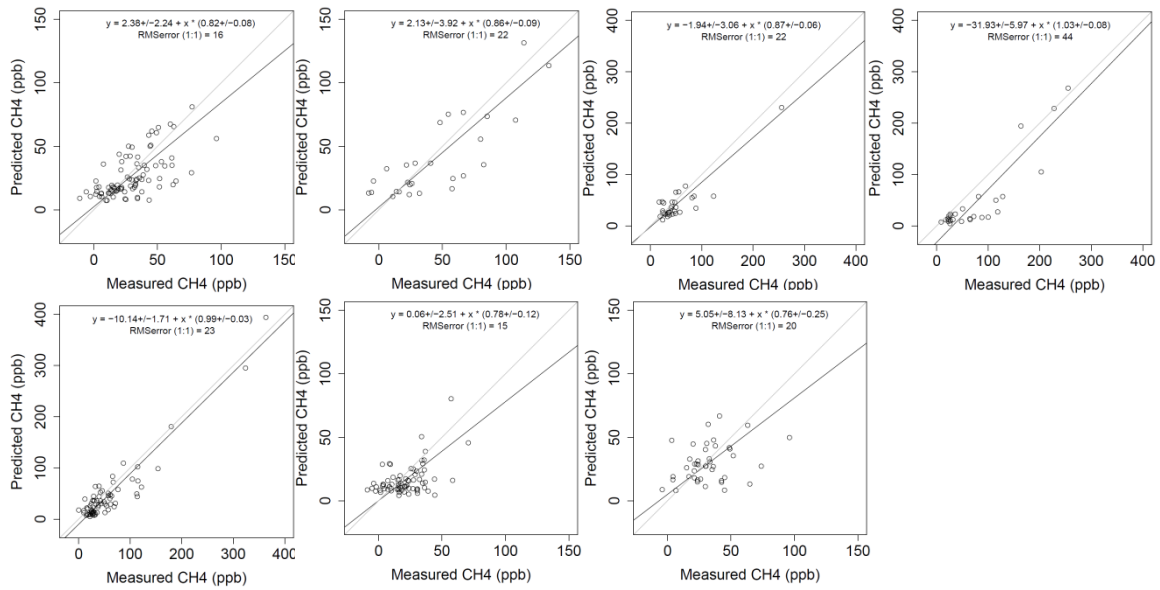 y = 2.38+/−2.24 + x * (0.82+/−0.08)
RMSerror (1:1) = 16
150
100
50
0
Predicted CH4 (ppb)
0 50 100 150
Measured CH4 (ppb)
y = 2.13+/−3.92 + x * (0.86+/−0.09)
RMSerror (1:1) = 22
150
100
50
0
Predicted CH4 (ppb)
0 50 100 150
Measured CH4 (ppb)
y = −1.94+/−3.06 + x * (0.87+/−0.06)
RMSerror (1:1) = 22
400
300
200
100
0
Predicted CH4 (ppb)
0 100 200 300 400
Measured CH4 (ppb)
y = −31.93+/−5.97 + x * (1.03+/−0.08)
RMSerror (1:1) = 44
400
300
200
100
0
Predicted CH4 (ppb)
0 100 200 300 400
Measured CH4 (ppb)
y = −10.14+/−1.71 + x * (0.99+/−0.03)
RMSerror (1:1) = 23
400
300
200
100
0
Predicted CH4 (ppb)
0 100 200 300 400
Measured CH4 (ppb)
y = 0.06+/−2.51 + x * (0.78+/−0.12)
RMSerror (1:1) = 15
150
100
50
0
Predicted CH4 (ppb)
0 50 100 150
Measured CH4 (ppb)
y = 5.05+/−8.13 + x * (0.76+/−0.25)
RMSerror (1:1) = 20
150
100
50
0
Predicted CH4 (ppb)
0 50 100 150
Measured CH4 (ppb)